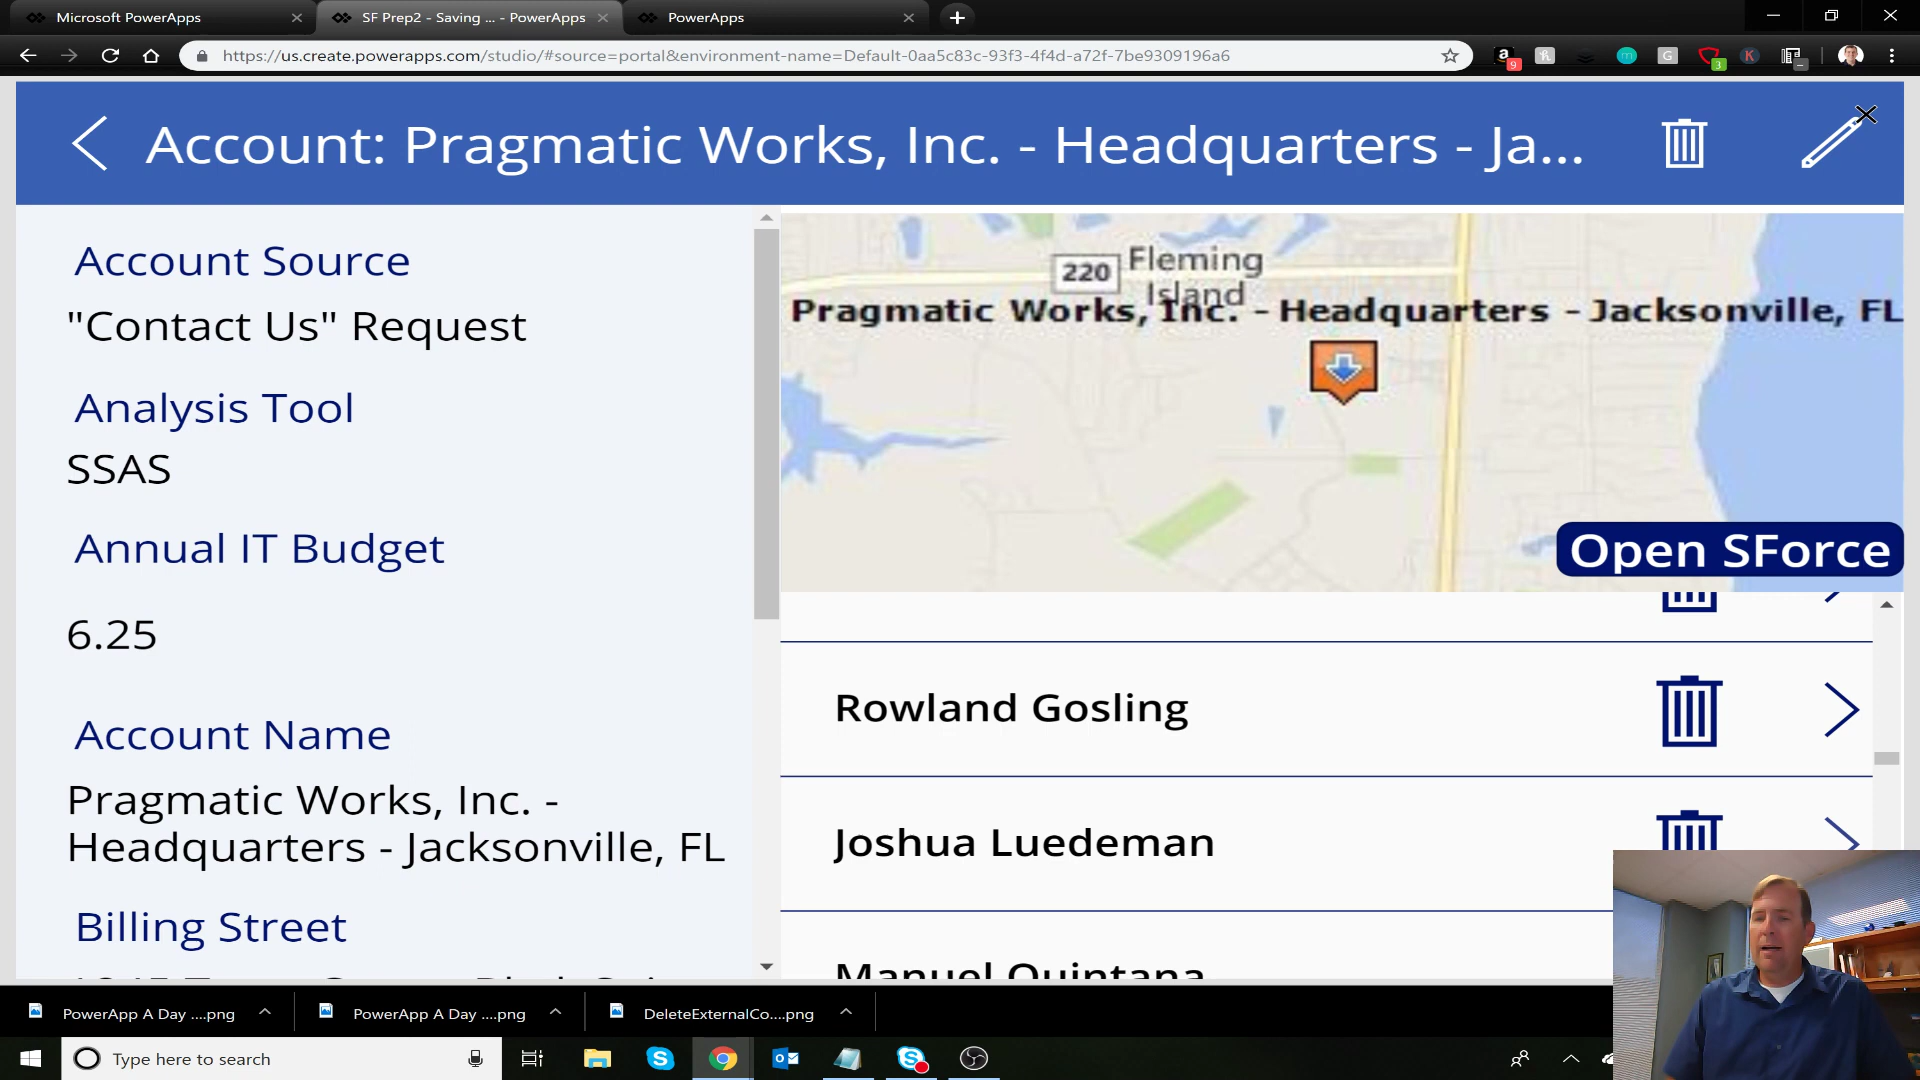 Microsoft PowerApps
SF Prep2 - Saving ... - PowerApps
PowerApps
https://us.create.powerapps.com/studio/#source=portal&environment-name=Default-0aa5c83c-93f3-4f4d-a72f-7be9309196a6
9
3
Account: Pragmatic Works, Inc. - Headquarters - Ja...
Account Source
"Contact Us" Request
Analysis Tool
SSAS
Annual IT Budget
6.25
Account Name
Pragmatic Works, Inc. -
Headquarters - Jacksonville, FL
Billing Street
220
Fleming
Island
Pragmatic Works, Inc. - Headquarters - Jacksonville, FL
Open SForce
Rowland Gosling
Joshua Luedeman
Manuel Quintana
PowerApp A Day ....png
PowerApp A Day ....png
DeleteExternalCo....png
Type here to search